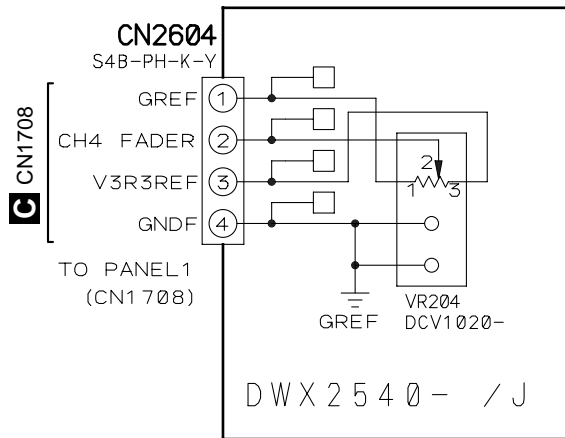 CN2604
S4B-PH-K-Y
GREF 1
CH4 FADER 2
V3R3REF 3
GNDF 4
C CN1708
TO PANEL1
(CN1708)
2
1 3
GREF
VR204
DCV1020-
DWX2540- /J